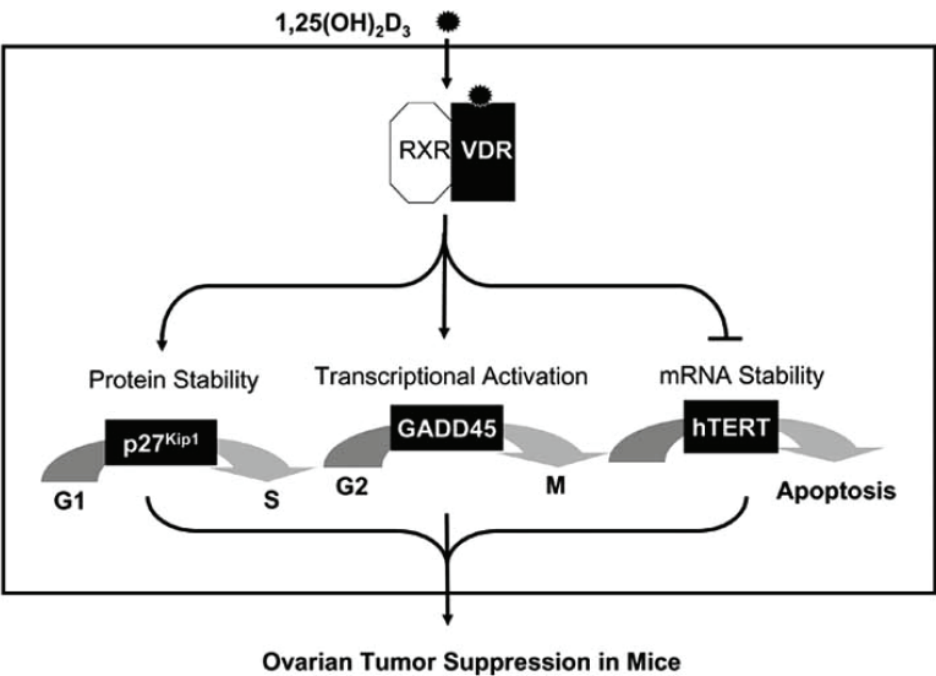 1,25(OH)₂D₃
RXR VDR
Protein Stability
Transcriptional Activation
mRNA Stability
p27ᴷⁱᵖ¹
GADD45
hTERT
G1
S
G2
M
Apoptosis
Ovarian Tumor Suppression in Mice